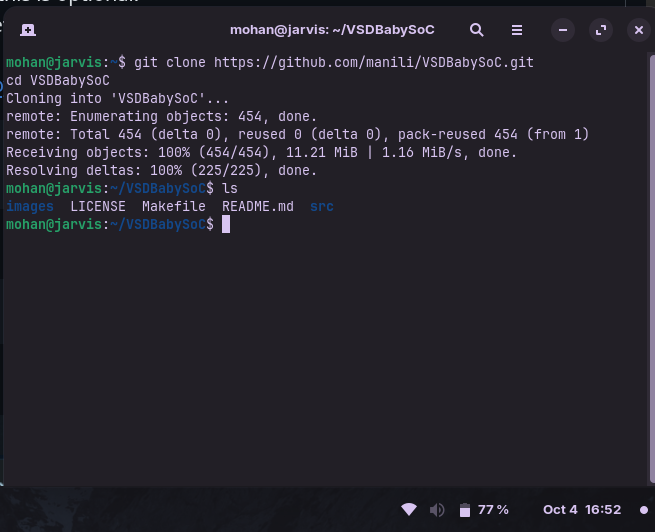 this is optional.
mohan@jarvis: ~/VSDBabySoC
mohan@jarvis:~$ git clone https://github.com/manili/VSDBabySoC.git
cd VSDBabySoC
Cloning into 'VSDBabySoC'...
remote: Enumerating objects: 454, done.
remote: Total 454 (delta 0), reused 0 (delta 0), pack-reused 454 (from 1)
Receiving objects: 100% (454/454), 11.21 MiB | 1.16 MiB/s, done.
Resolving deltas: 100% (225/225), done.
mohan@jarvis:~/VSDBabySoC$ ls
images  LICENSE  Makefile  README.md  src
mohan@jarvis:~/VSDBabySoC$
77 %  Oct 4  16:52